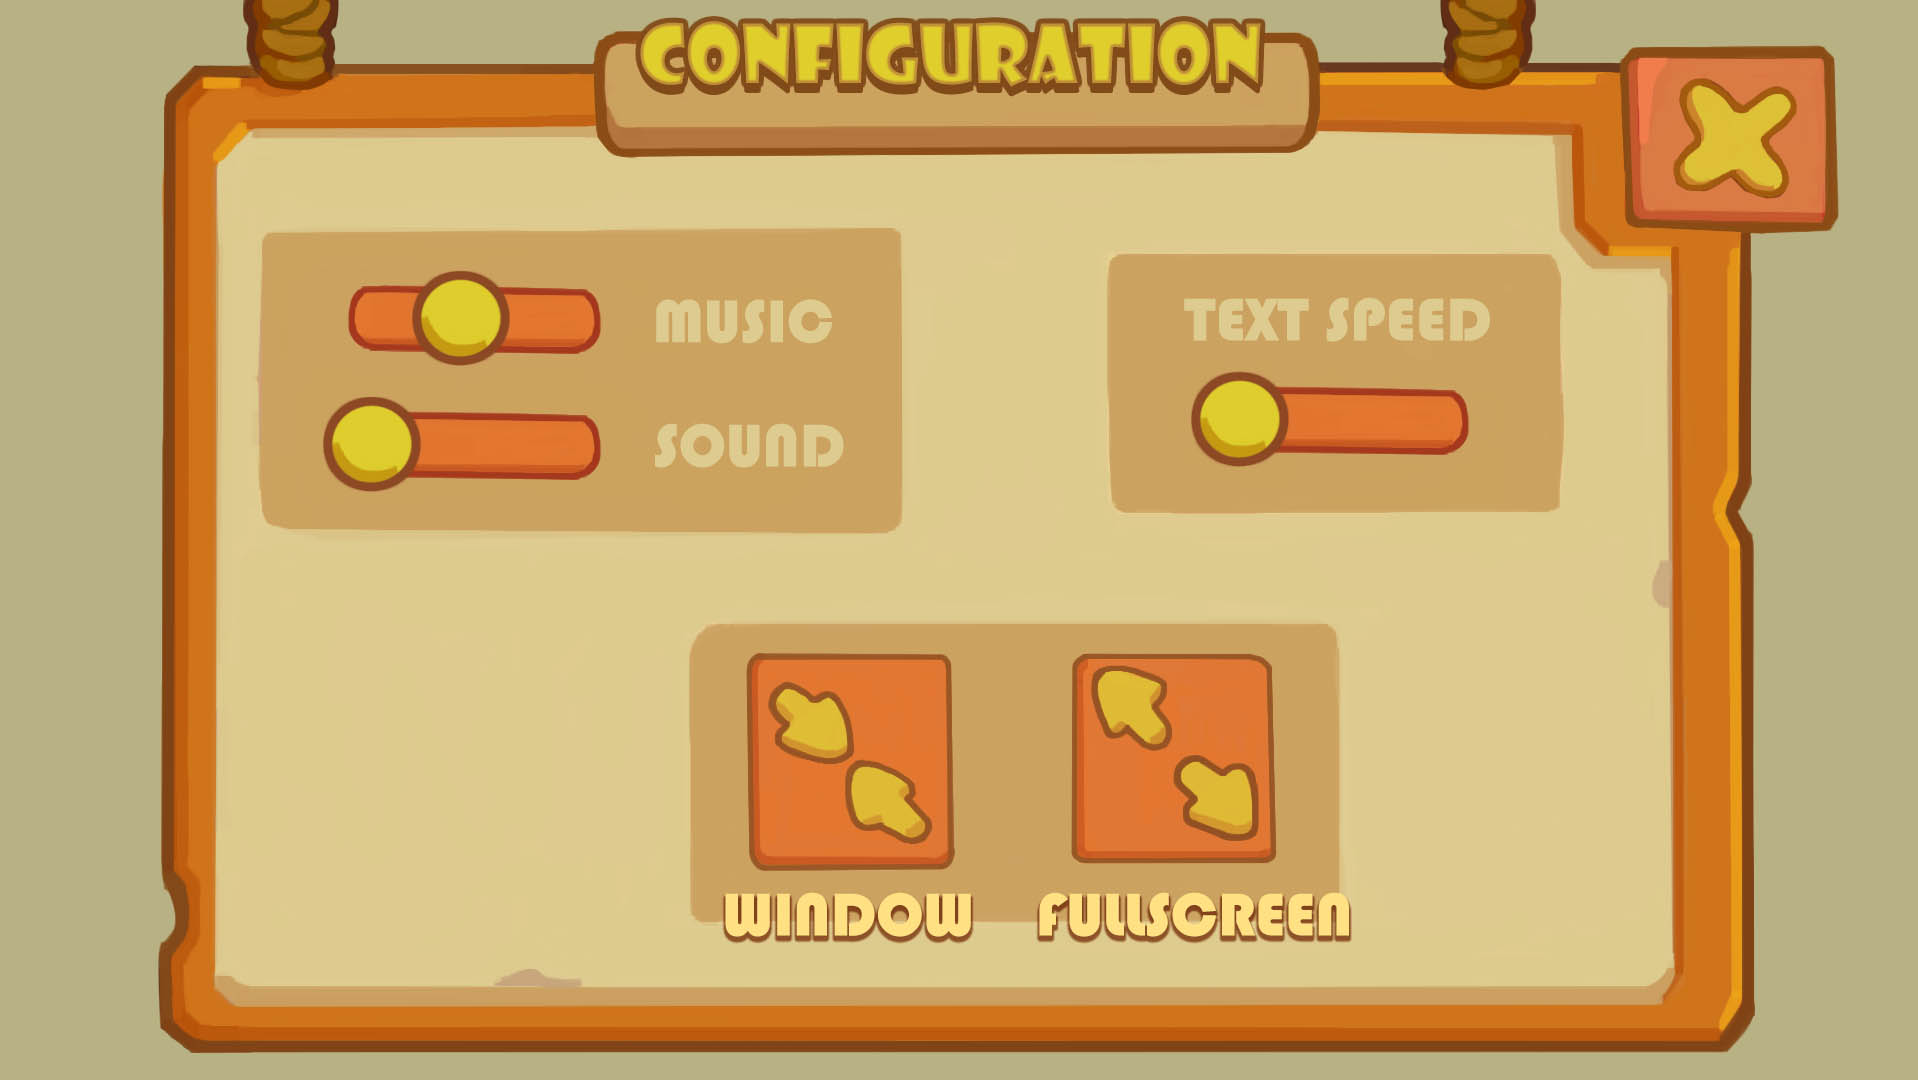 CONFIGURATION
MUSIC
SOUND
TEXT SPEED
WINDOW
FULLSCREEN